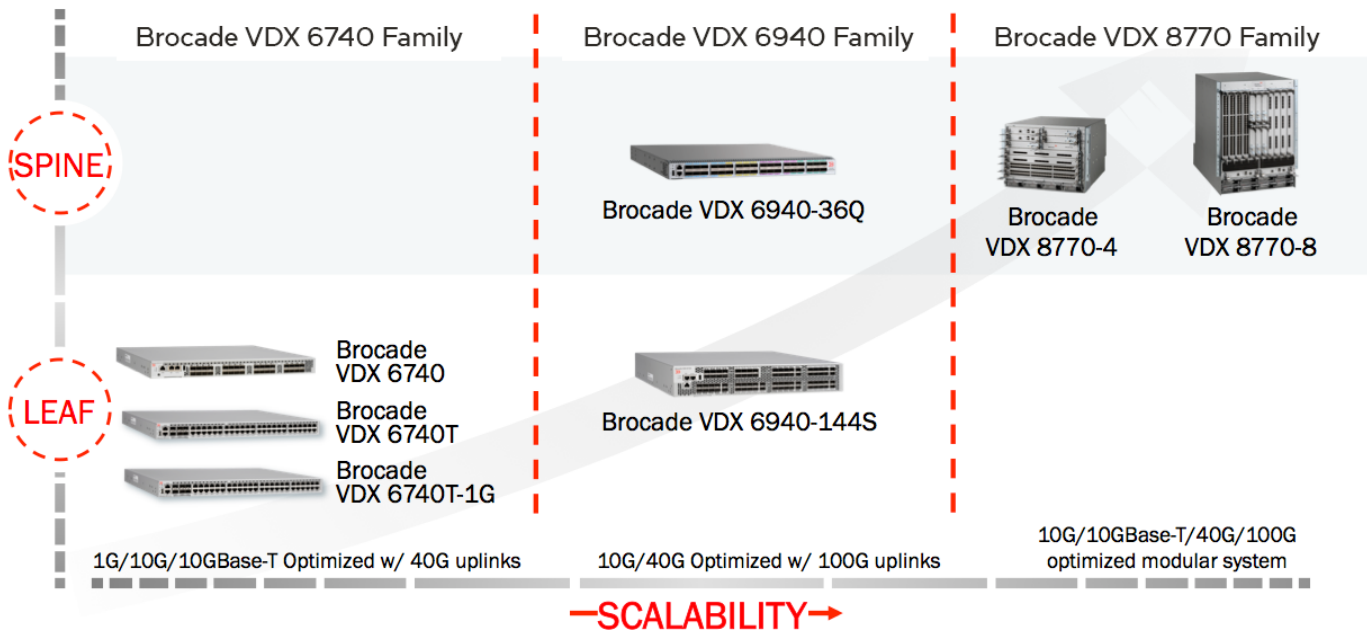 Brocade VDX 6740 Family
Brocade VDX 6940 Family
Brocade VDX 8770 Family
SPINE
Brocade VDX 6940-36Q
Brocade
VDX 8770-4
Brocade
VDX 8770-8
LEAF
Brocade
VDX 6740
Brocade
VDX 6740T
Brocade
VDX 6740T-1G
Brocade VDX 6940-144S
1G/10G/10GBase-T Optimized w/ 40G uplinks
10G/40G Optimized w/ 100G uplinks
10G/10GBase-T/40G/100G
optimized modular system
SCALABILITY